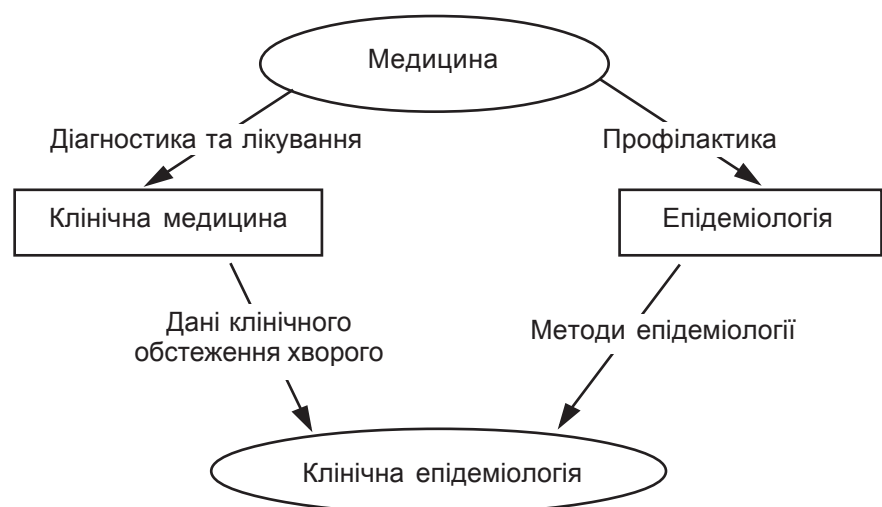 Медицина
Діагностика та лікування
Профілактика
Клінічна медицина
Епідеміологія
Дані клінічного
обстеження хворого
Методи епідеміології
Клінічна епідеміологія